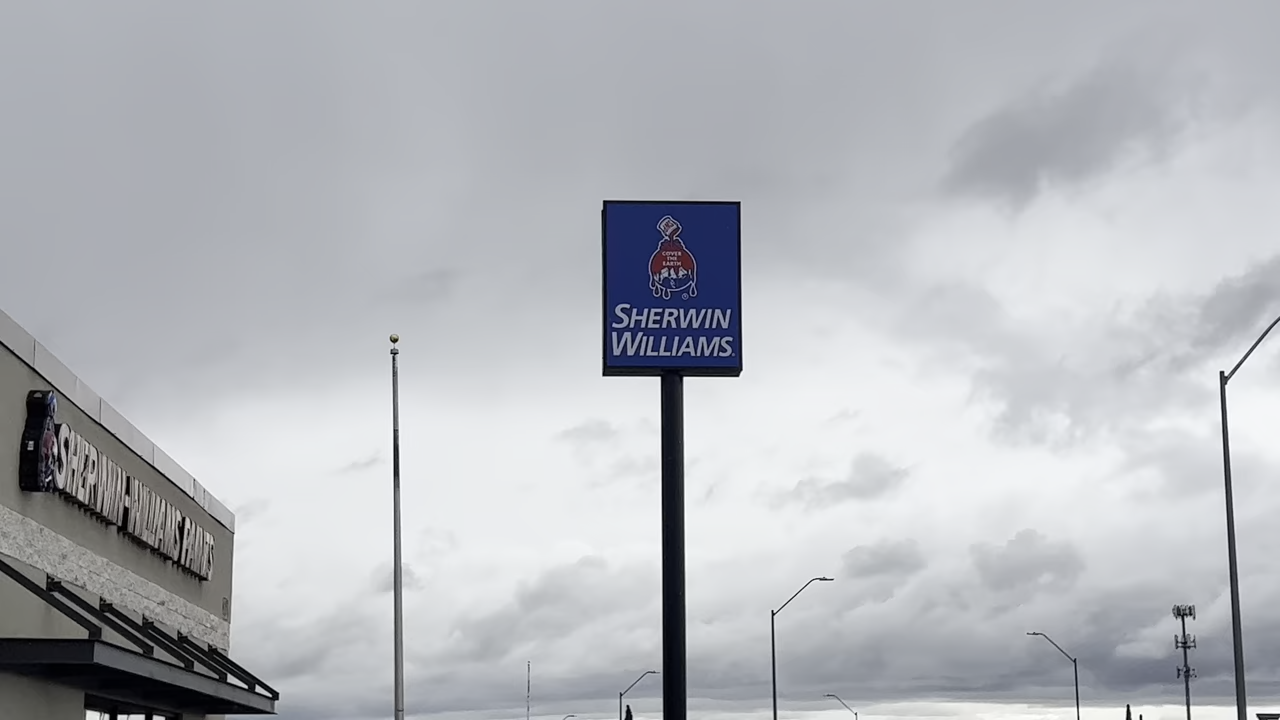 COVER
THE
EARTH
®
SHERWIN
WILLIAMS.
SHERWIN-WILLIAMS PAINTS